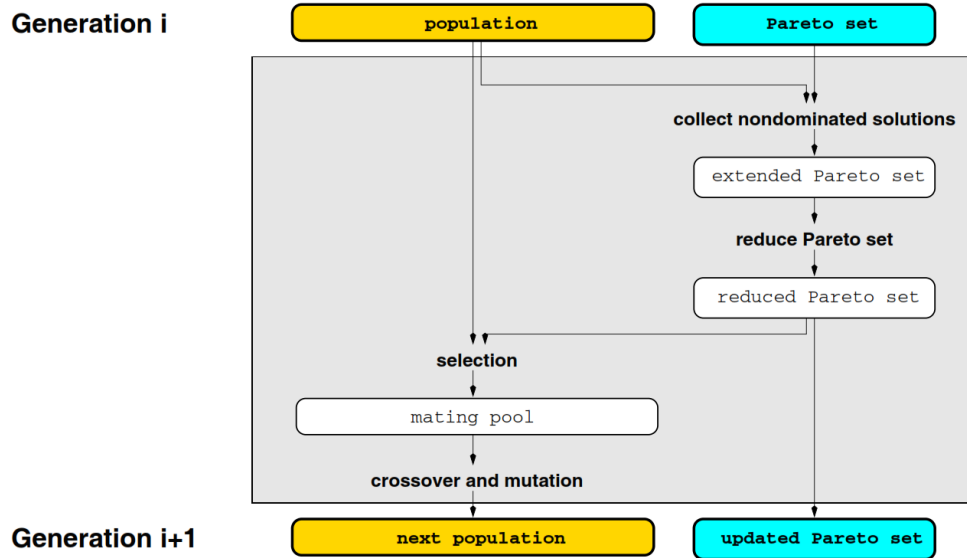 Generation i
population
Pareto set
collect nondominated solutions
extended Pareto set
reduce Pareto set
reduced Pareto set
selection
mating pool
crossover and mutation
Generation i+1
next population
updated Pareto set